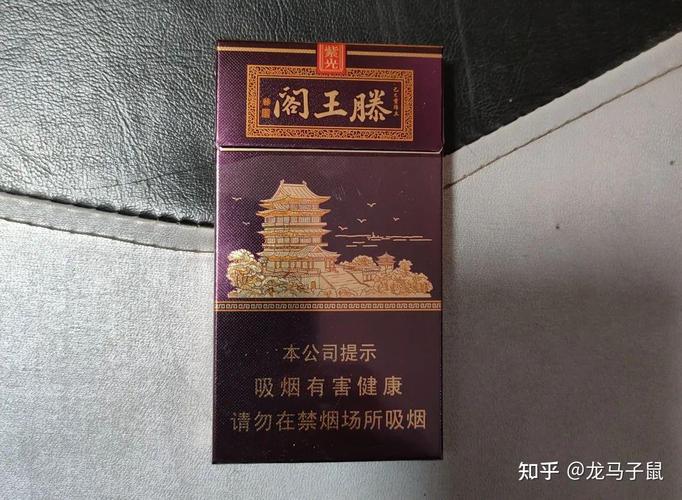 紫光
阁王滕
本公司提示
吸烟有害健康
请勿在禁烟场所吸烟
知乎 @龙马子鼠